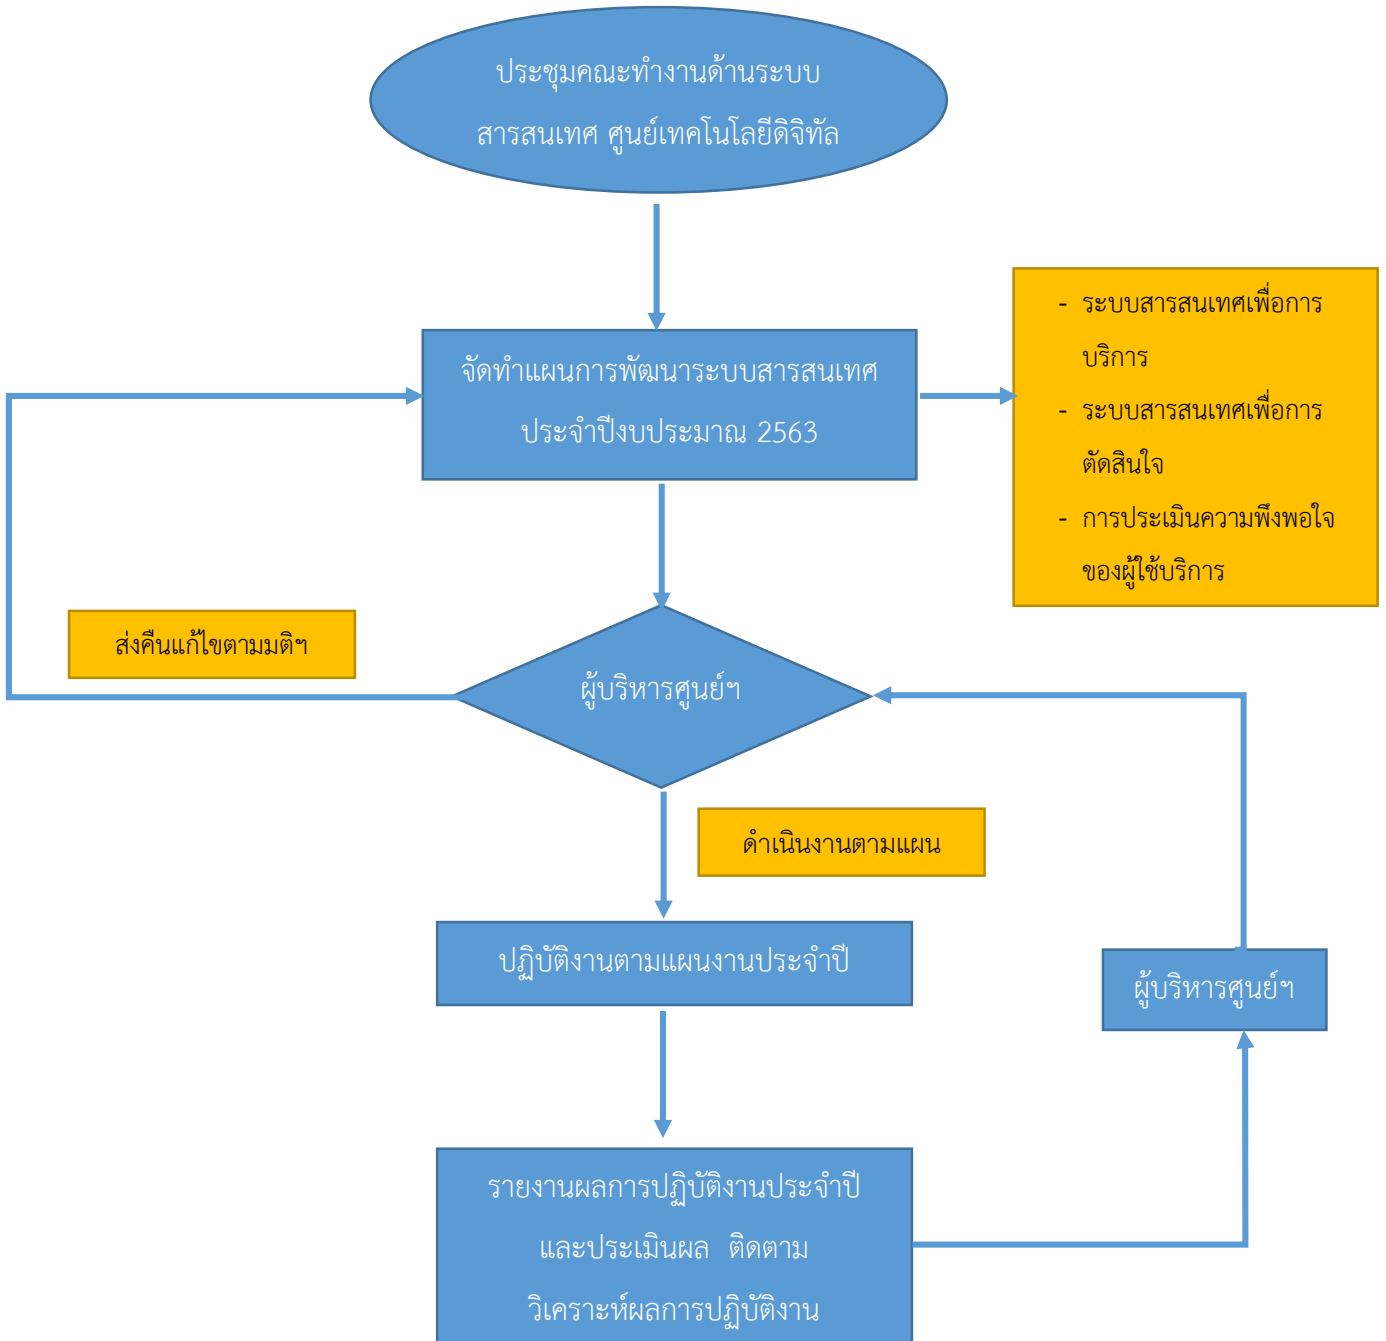 ประชุมคณะทำงานด้านระบบ
สารสนเทศ ศูนย์เทคโนโลยีดิจิทัล
จัดทำแผนการพัฒนาระบบสารสนเทศ
ประจำปีงบประมาณ 2563
- ระบบสารสนเทศเพื่อการ
บริการ
- ระบบสารสนเทศเพื่อการ
ตัดสินใจ
- การประเมินความพึงพอใจ
ของผู้ใช้บริการ
ส่งคืนแก้ไขตามมติฯ
ผู้บริหารศูนย์ฯ
ดำเนินงานตามแผน
ปฏิบัติงานตามแผนงานประจำปี
ผู้บริหารศูนย์ฯ
รายงานผลการปฏิบัติงานประจำปี
และประเมินผล ติดตาม
วิเคราะห์ผลการปฏิบัติงาน